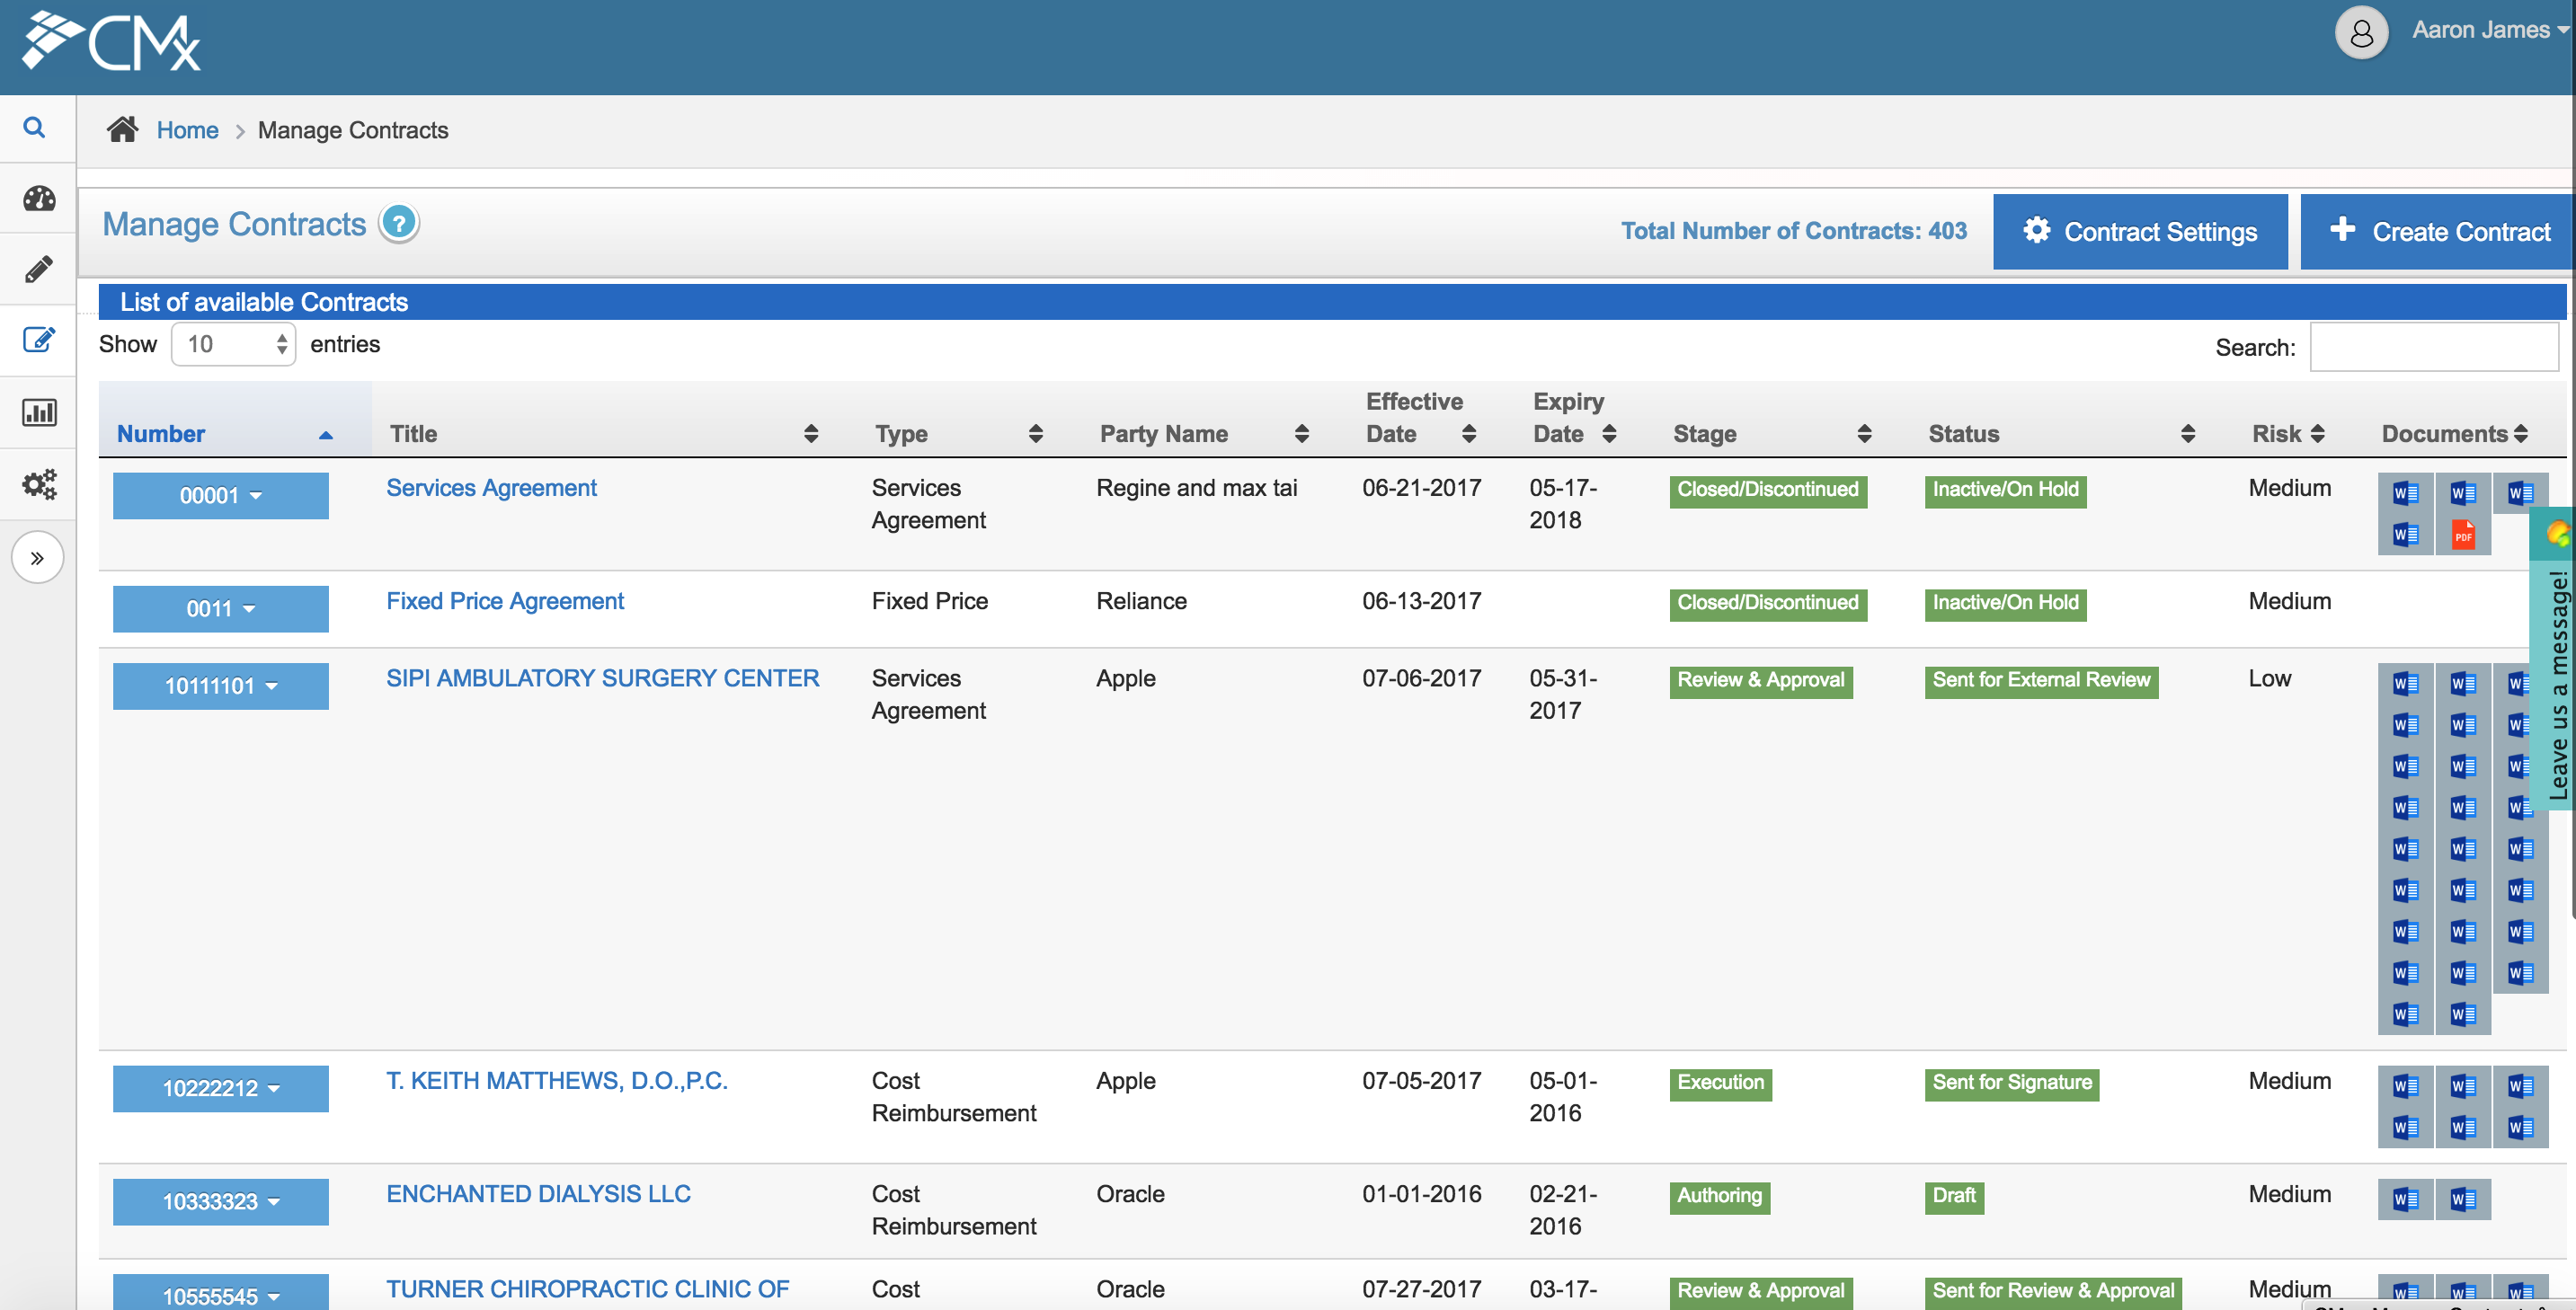 CMx
Aaron James
Home > Manage Contracts
Manage Contracts ?
Total Number of Contracts: 403
Contract Settings
Create Contract
List of available Contracts
Show 10 entries
Search:
Number Title Type Party Name Effective Date Expiry Date Stage Status Risk Documents
00001 Services Agreement Services Agreement Regine and max tai 06-21-2017 05-17-2018 Closed/Discontinued Inactive/On Hold Medium
PDF
0011 Fixed Price Agreement Fixed Price Reliance 06-13-2017 Closed/Discontinued Inactive/On Hold Medium
10111101 SIPI AMBULATORY SURGERY CENTER Services Agreement Apple 07-06-2017 05-31-2017 Review & Approval Sent for External Review Low
10222212 T. KEITH MATTHEWS, D.O.,P.C. Cost Reimbursement Apple 07-05-2017 05-01-2016 Execution Sent for Signature Medium
10333323 ENCHANTED DIALYSIS LLC Cost Reimbursement Oracle 01-01-2016 02-21-2016 Authoring Draft Medium
10555545 TURNER CHIROPRACTIC CLINIC OF Cost Oracle 07-27-2017 03-17- Review & Approval Sent for Review & Approval Medium
Leave us a message!